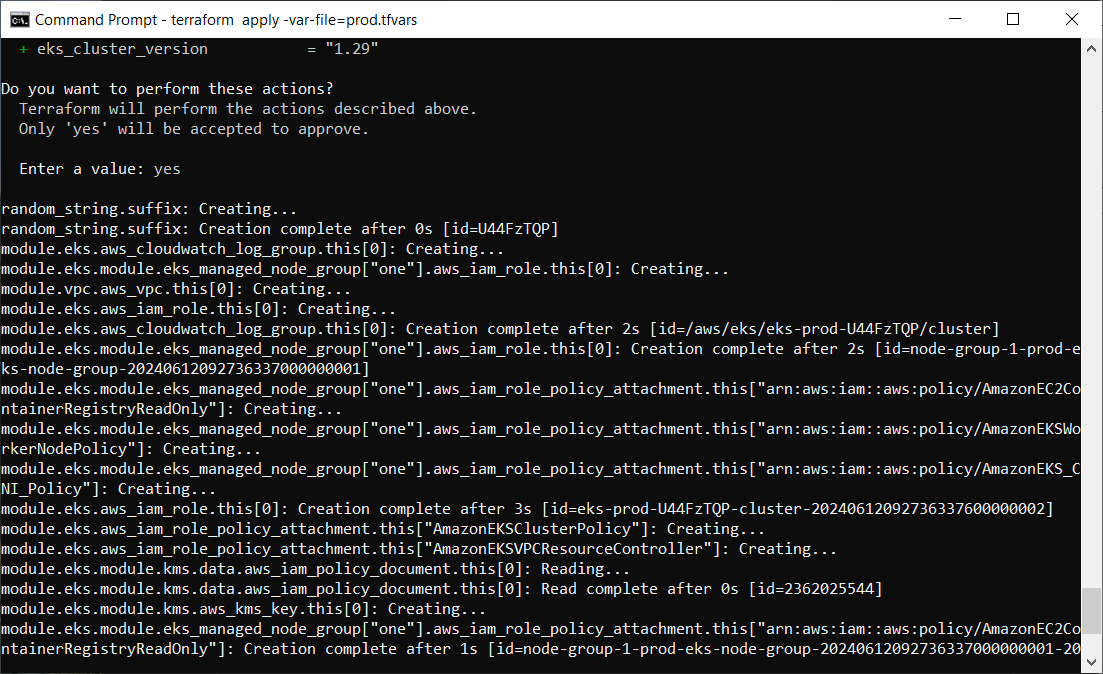 Command Prompt - terraform  apply -var-file=prod.tfvars
+ eks_cluster_version           = "1.29"
Do you want to perform these actions?
Terraform will perform the actions described above.
Only 'yes' will be accepted to approve.
Enter a value: yes
random_string.suffix: Creating...
random_string.suffix: Creation complete after 0s [id=U44FzTQP]
module.eks.aws_cloudwatch_log_group.this[0]: Creating...
module.eks.module.eks_managed_node_group["one"].aws_iam_role.this[0]: Creating...
module.vpc.aws_vpc.this[0]: Creating...
module.eks.aws_iam_role.this[0]: Creating...
module.eks.aws_cloudwatch_log_group.this[0]: Creation complete after 2s [id=/aws/eks/eks-prod-U44FzTQP/cluster]
module.eks.module.eks_managed_node_group["one"].aws_iam_role.this[0]: Creation complete after 2s [id=node-group-1-prod-e
ks-node-group-20240612092736337000000001]
module.eks.module.eks_managed_node_group["one"].aws_iam_role_policy_attachment.this["arn:aws:iam::aws:policy/AmazonEC2Co
ntainerRegistryReadOnly"]: Creating...
module.eks.module.eks_managed_node_group["one"].aws_iam_role_policy_attachment.this["arn:aws:iam::aws:policy/AmazonEKSWo
rkerNodePolicy"]: Creating...
module.eks.module.eks_managed_node_group["one"].aws_iam_role_policy_attachment.this["arn:aws:iam::aws:policy/AmazonEKS_C
NI_Policy"]: Creating...
module.eks.aws_iam_role.this[0]: Creation complete after 3s [id=eks-prod-U44FzTQP-cluster-20240612092736337600000002]
module.eks.aws_iam_role_policy_attachment.this["AmazonEKSClusterPolicy"]: Creating...
module.eks.aws_iam_role_policy_attachment.this["AmazonEKSVPCResourceController"]: Creating...
module.eks.module.kms.data.aws_iam_policy_document.this[0]: Reading...
module.eks.module.kms.data.aws_iam_policy_document.this[0]: Read complete after 0s [id=2362025544]
module.eks.module.kms.aws_kms_key.this[0]: Creating...
module.eks.module.eks_managed_node_group["one"].aws_iam_role_policy_attachment.this["arn:aws:iam::aws:policy/AmazonEC2Co
ntainerRegistryReadOnly"]: Creation complete after 1s [id=node-group-1-prod-eks-node-group-20240612092736337000000001-20